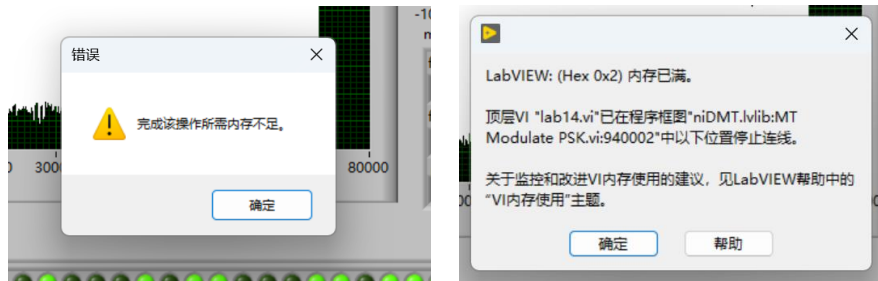 -10
错误
完成该操作所需内存不足。
300
80000
确定
LabVIEW: (Hex 0x2) 内存已满。
顶层VI "lab14.vi"已在程序框图"niDMT.lvlib:MT
Modulate PSK.vi:940002"中以下位置停止连线。
关于监控和改进VI内存使用的建议，见LabVIEW帮助中的
“VI内存使用”主题。
确定
帮助